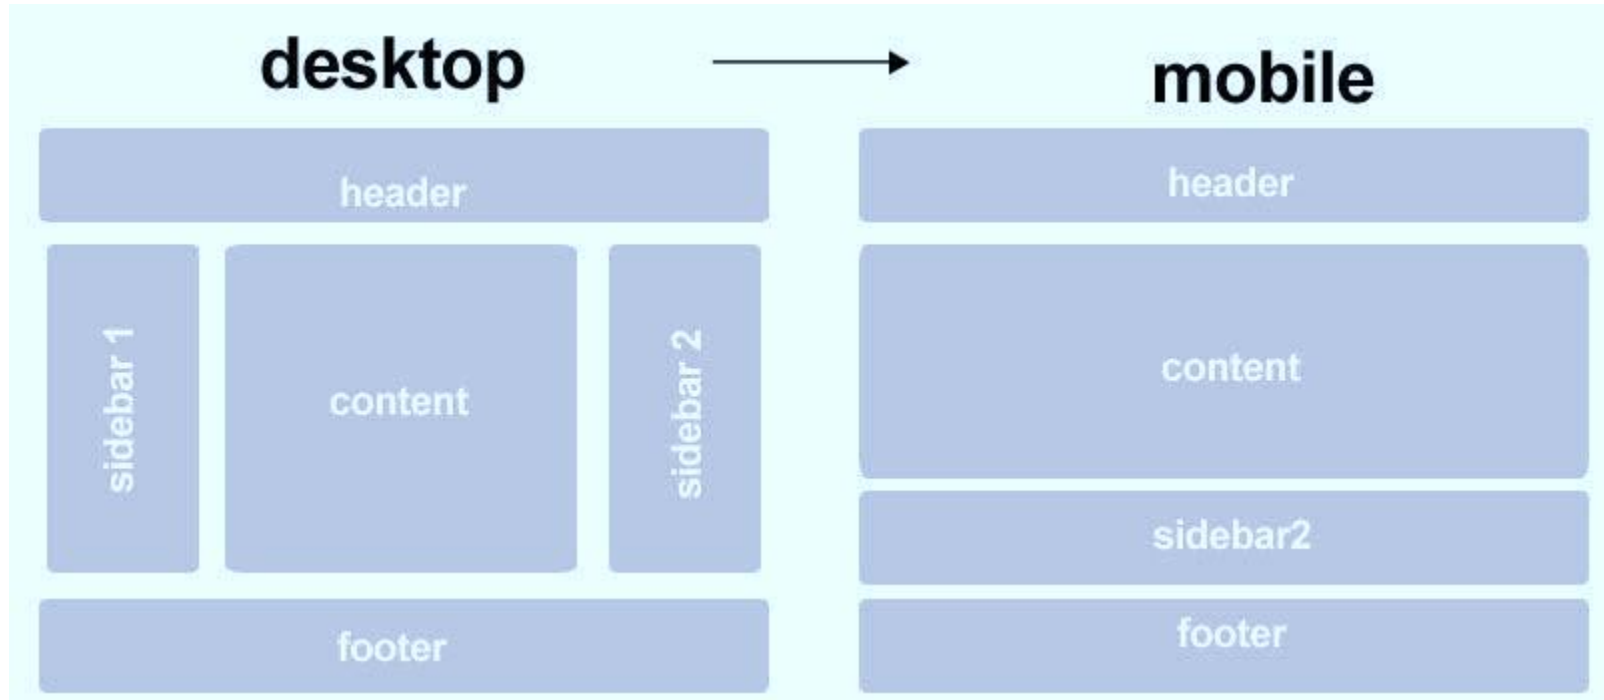 desktop
header
sidebar 1
content
sidebar 2
footer
mobile
header
content
sidebar2
footer